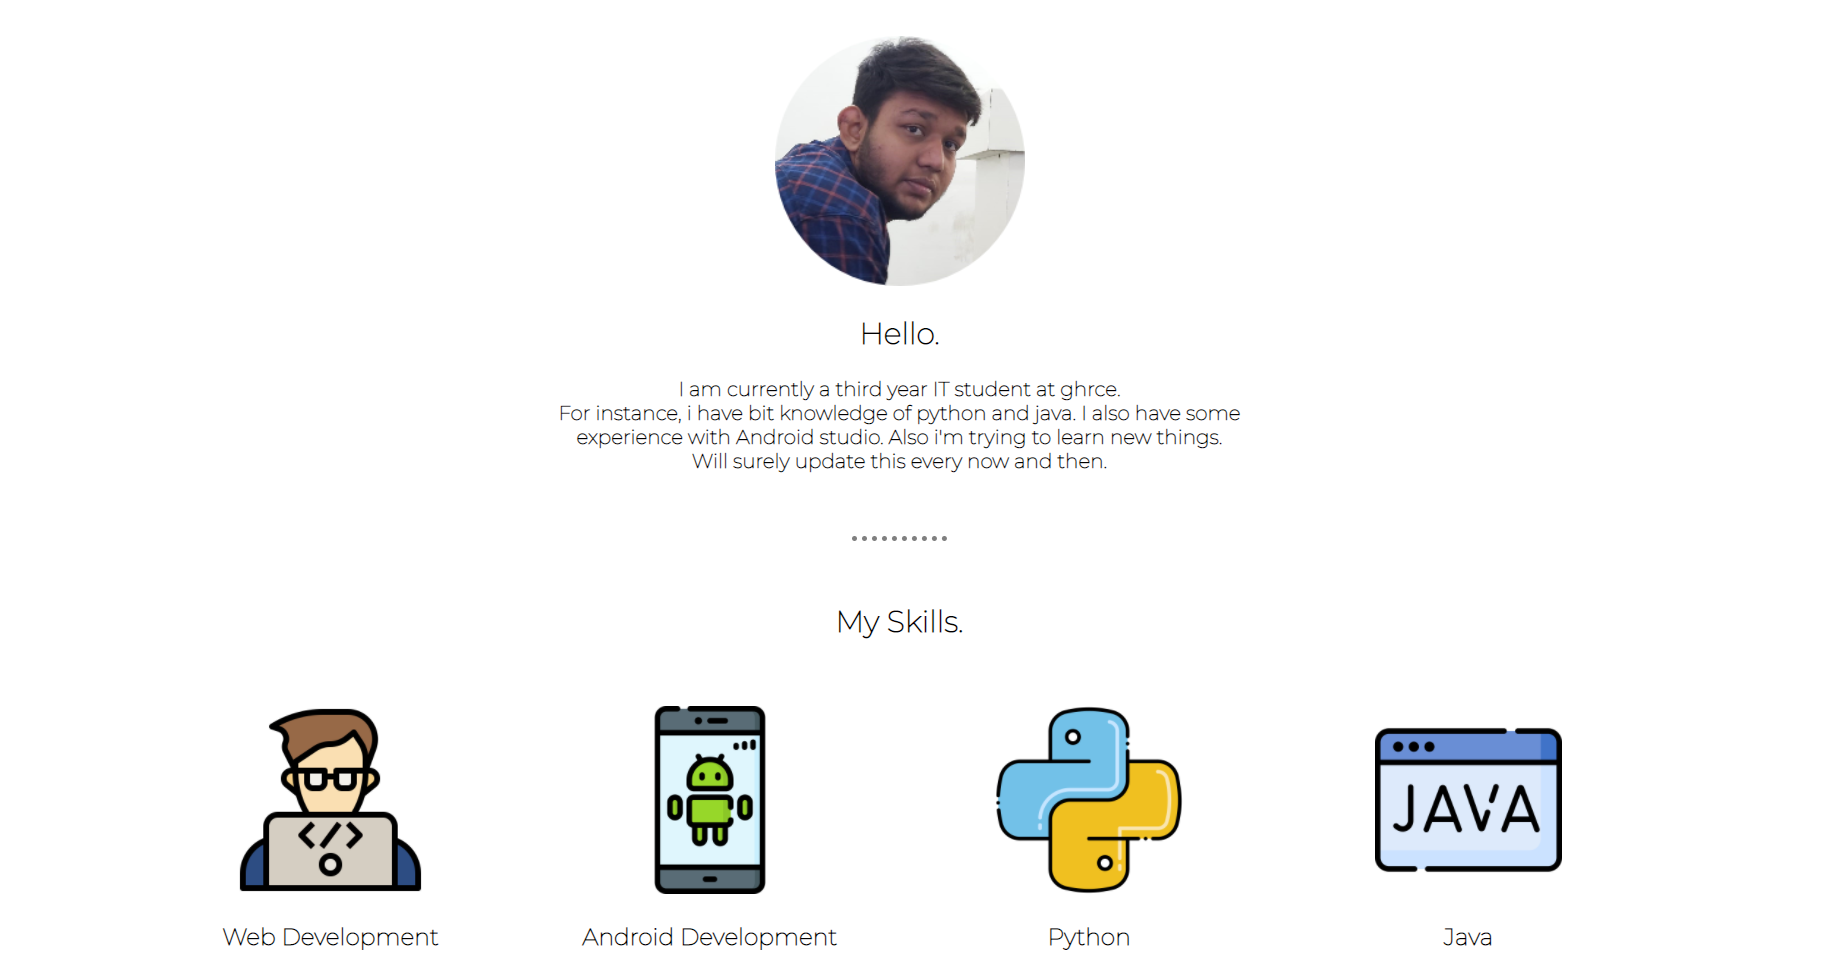 Hello.
I am currently a third year IT student at ghrce.
For instance, i have bit knowledge of python and java. I also have some
experience with Android studio. Also i'm trying to learn new things.
Will surely update this every now and then.
My Skills.
</>
JAVA
Web Development
Android Development
Python
Java